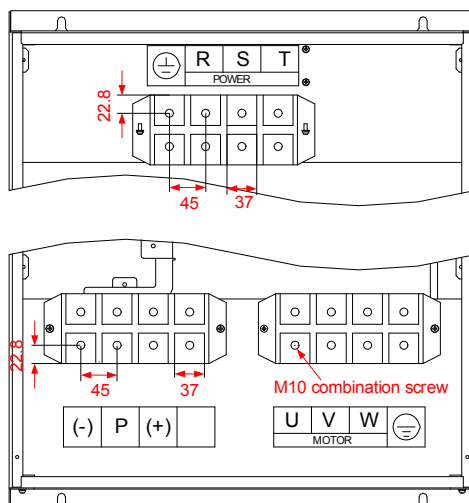 R S T
POWER
22.8
45
37
22.8
45
37
M10 combination screw
(-) P (+)
U V W
MOTOR